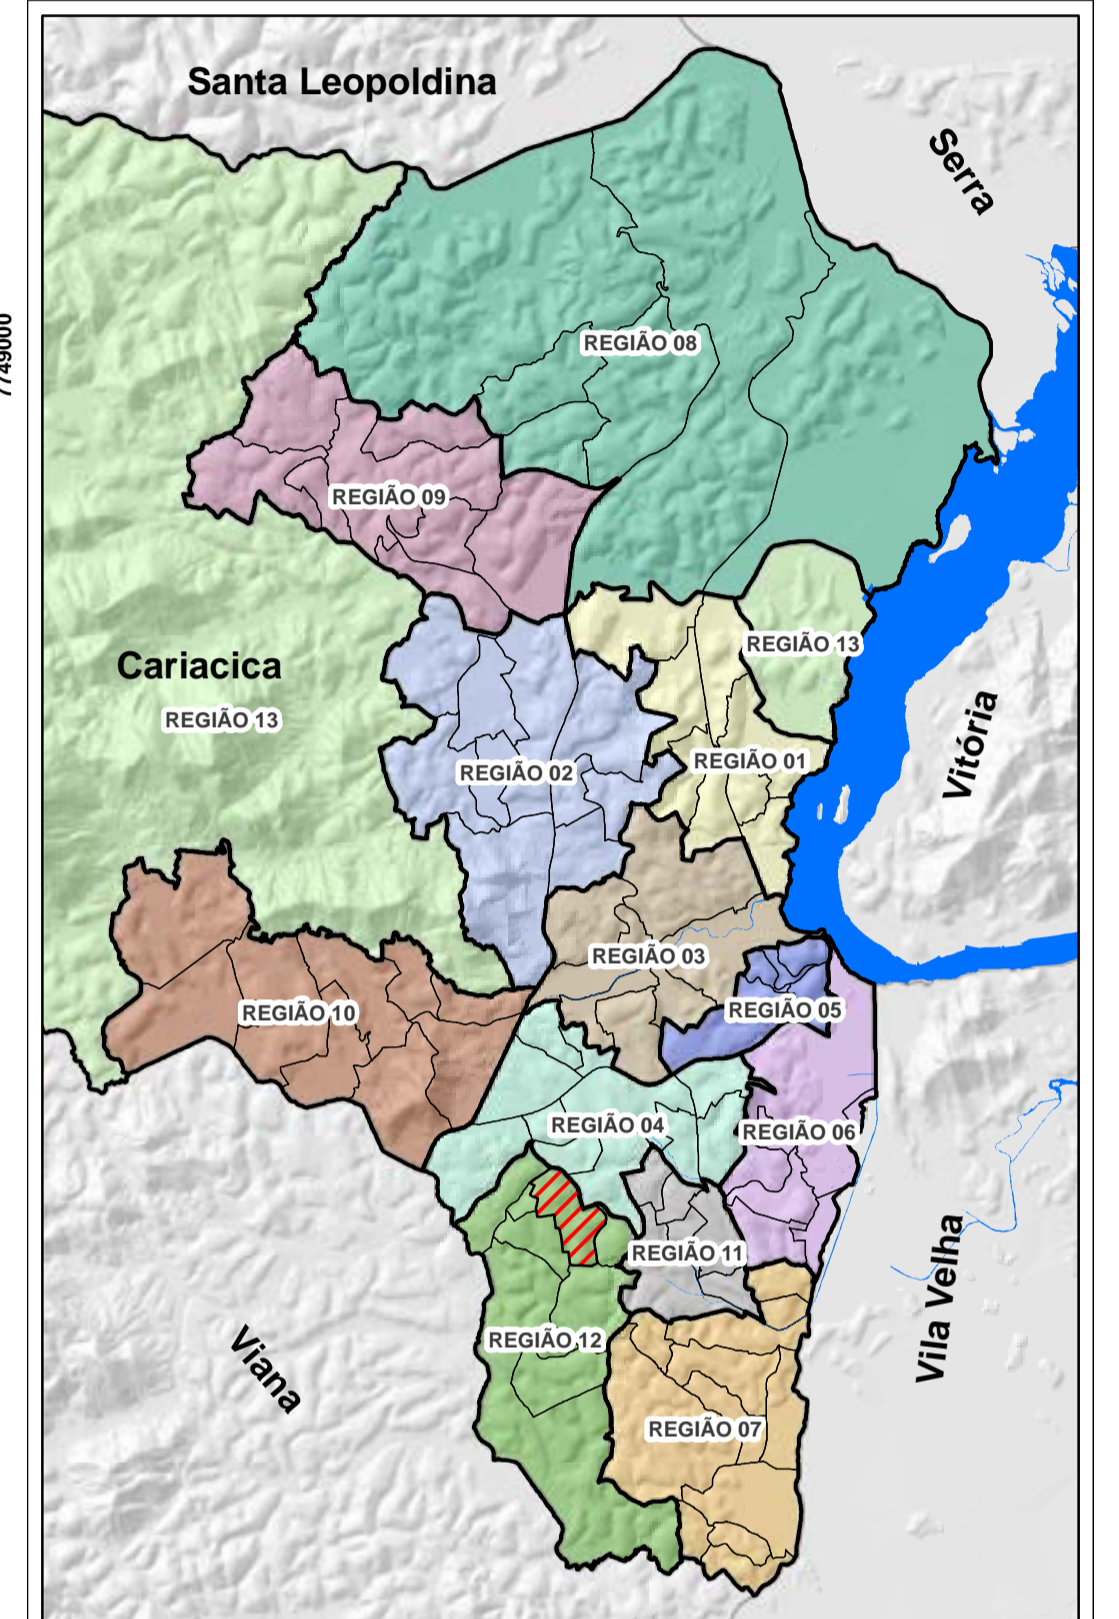 Santa Leopoldina
Serra
7749000
REGIÃO 08
REGIÃO 09
REGIÃO 13
Cariacica
REGIÃO 13
Vitória
REGIÃO 02
REGIÃO 01
REGIÃO 03
REGIÃO 10
REGIÃO 05
REGIÃO 04
REGIÃO 06
REGIÃO 11
Vila Velha
REGIÃO 12
Viana
REGIÃO 07